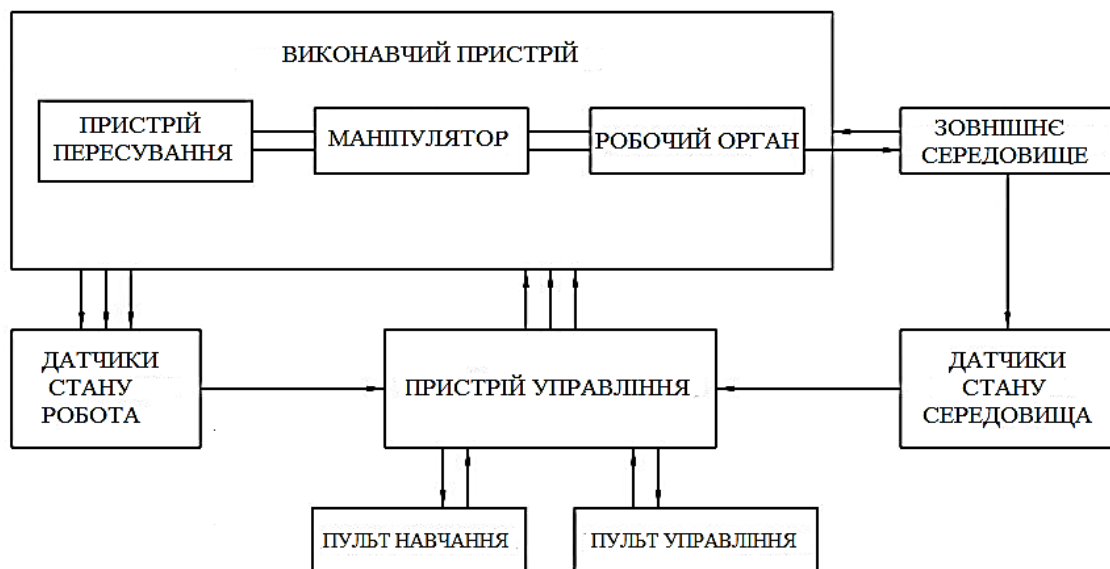 ВИКОНАВЧИЙ ПРИСТРІЙ
ПРИСТРІЙ
ПЕРЕСУВАННЯ
МАНІПУЛЯТОР
РОБОЧИЙ ОРГАН
ЗОВНІШНЄ
СЕРЕДОВИЩЕ
ДАТЧИКИ
СТАНУ
РОБОТА
ПРИСТРІЙ УПРАВЛІННЯ
ДАТЧИКИ
СТАНУ
СЕРЕДОВИЩА
ПУЛЬТ НАВЧАННЯ
ПУЛЬТ УПРАВЛІННЯ